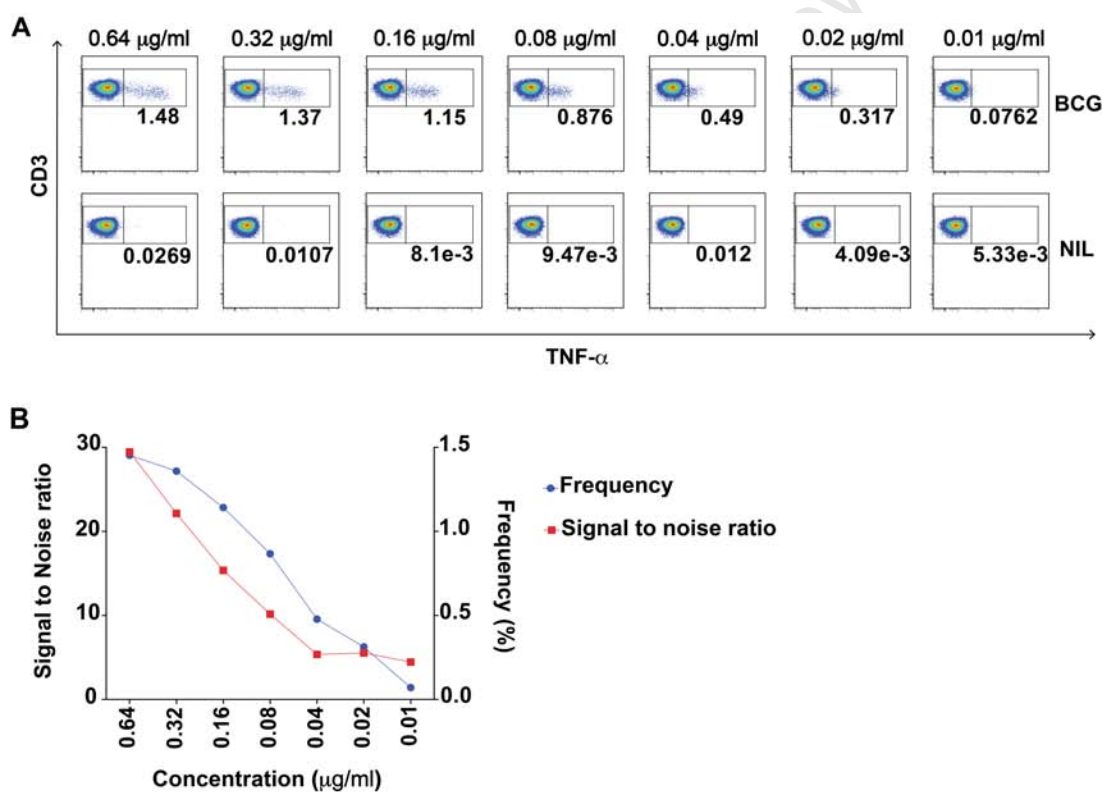 A
0.64 μg/ml 0.32 μg/ml 0.16 μg/ml 0.08 μg/ml 0.04 μg/ml 0.02 μg/ml 0.01 μg/ml
1.48 1.37 1.15 0.876 0.49 0.317 0.0762
BCG
CD3
0.0269 0.0107 8.1e-3 9.47e-3 0.012 4.09e-3 5.33e-3
NIL
TNF-α
B
30 1.5
20 1.0
10 0.5
0 0.0
Signal to Noise ratio
Frequency (%)
Frequency
Signal to noise ratio
0.64 0.32 0.16 0.08 0.04 0.02 0.01
Concentration (μg/ml)